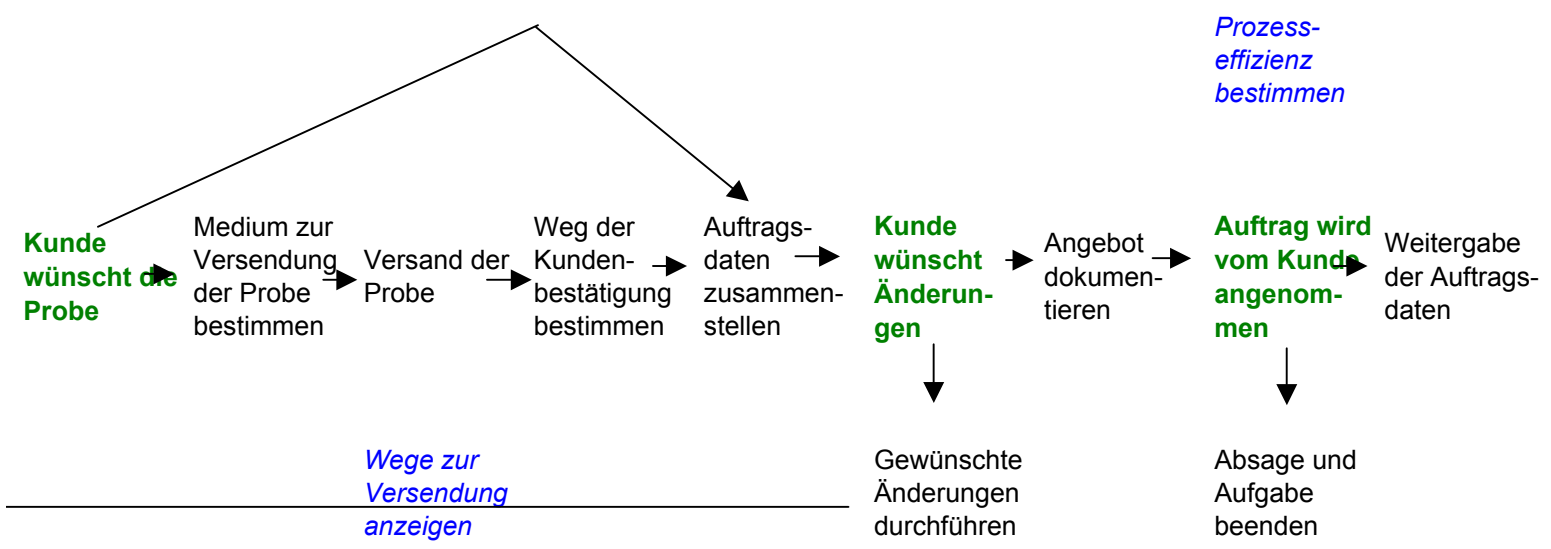 Prozess-
effizienz
bestimmen
Kunde
wünscht die
Probe
Medium zur
Versendung
der Probe
bestimmen
Versand der
Probe
Weg der
Kunden-
bestätigung
bestimmen
Auftrags-
daten
zusammen-
stellen
Kunde
wünscht
Änderun-
gen
Angebot
dokumen-
tieren
Auftrag wird
vom Kunde
angenom-
men
Weitergabe
der Auftrags-
daten
Wege zur
Versendung
anzeigen
Gewünschte
Änderungen
durchführen
Absage und
Aufgabe
beenden